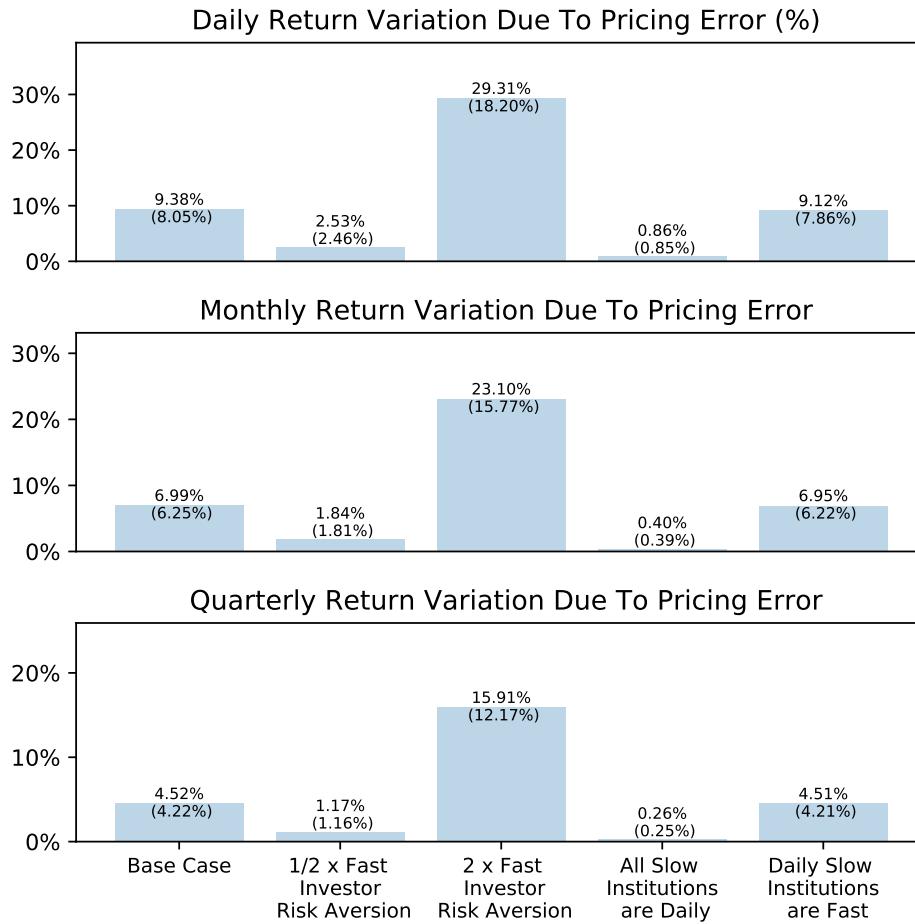 Daily Return Variation Due To Pricing Error (%)
30%
20%
10%
0%
9.38%
(8.05%)
2.53%
(2.46%)
29.31%
(18.20%)
0.86%
(0.85%)
9.12%
(7.86%)
Monthly Return Variation Due To Pricing Error
30%
20%
10%
0%
6.99%
(6.25%)
1.84%
(1.81%)
23.10%
(15.77%)
0.40%
(0.39%)
6.95%
(6.22%)
Quarterly Return Variation Due To Pricing Error
20%
10%
0%
4.52%
(4.22%)
1.17%
(1.16%)
15.91%
(12.17%)
0.26%
(0.25%)
4.51%
(4.21%)
Base Case
1/2 x Fast
Investor
Risk Aversion
2 x Fast
Investor
Risk Aversion
All Slow
Institutions
are Daily
Daily Slow
Institutions
are Fast